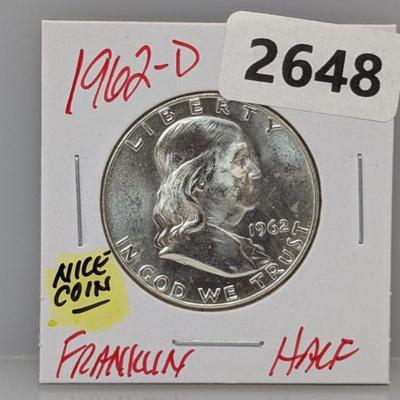 1962-D
2648
LIBERTY
1962
IN GOD WE TRUST
NICE
COIN
FRANKLIN HALF